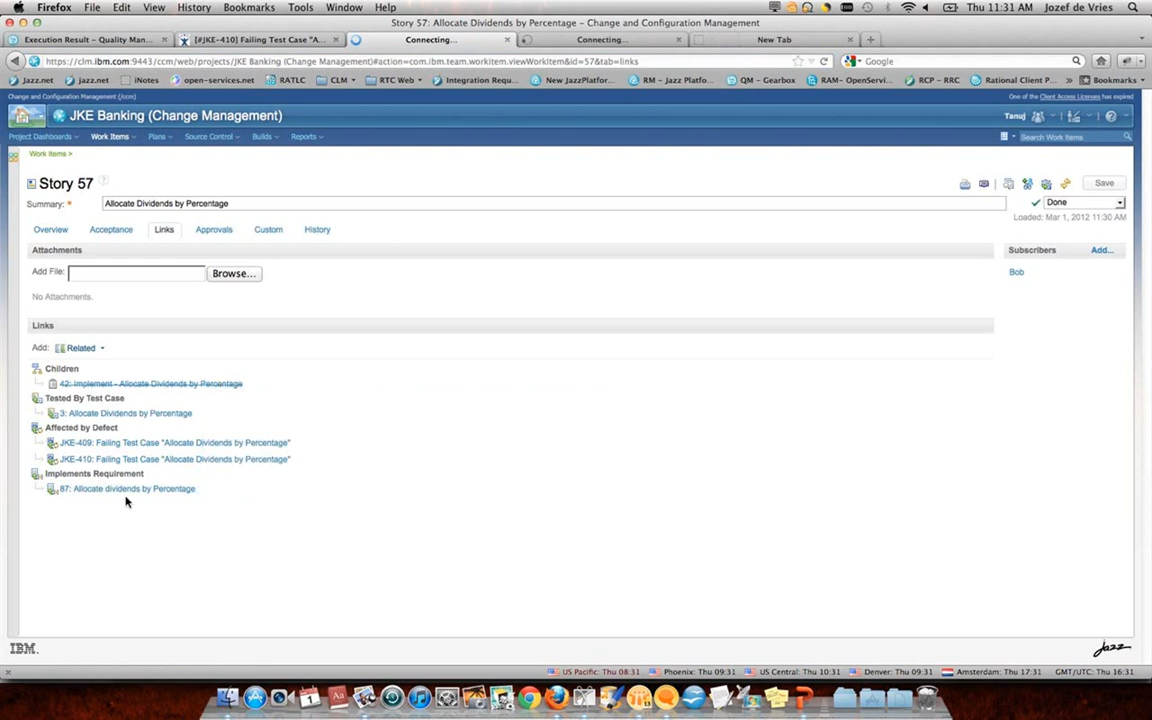 Firefox File Edit View History Bookmarks Tools Window Help Thu 11:31 AM Jozef de Vries
Story 57: Allocate Dividends by Percentage - Change and Configuration Management
Execution Result - Quality Man... [#JKE-410] Failing Test Case "A... Connecting... Connecting... New Tab
https://clm.ibm.com:9443/ccm/web/projects/JKE Banking (Change Management)#action=com.ibm.team.workitem.viewWorkItem&id=57&tab=links Google
Jazz.net jazz.net iNotes open-services.net RATLC CLM RTC Web Integration Requ... New JazzPlatfor... RM - Jazz Platfo... QM - Gearbox RAM- OpenServi... RCP - RRC Rational Client P... Bookmarks
Change and Configuration Management (/ccm) One of the Client Access Licenses has expired
JKE Banking (Change Management) Tanuj
Project Dashboards Work Items Plans Source Control Builds Reports Search Work Items
Work Items >
Story 57 Save
Summary: * Allocate Dividends by Percentage Done
Loaded: Mar 1, 2012 11:30 AM
Overview Acceptance Links Approvals Custom History
Attachments Subscribers Add...
Add File: Browse... Bob
No Attachments.
Links
Add: Related
Children
42: Implement - Allocate Dividends by Percentage
Tested By Test Case
3: Allocate Dividends by Percentage
Affected by Defect
JKE-409: Failing Test Case "Allocate Dividends by Percentage"
JKE-410: Failing Test Case "Allocate Dividends by Percentage"
Implements Requirement
87: Allocate dividends by Percentage
IBM. Jazz
US Pacific: Thu 08:31 Phoenix: Thu 09:31 US Central: Thu 10:31 Denver: Thu 09:31 Amsterdam: Thu 17:31 GMT/UTC: Thu 16:31